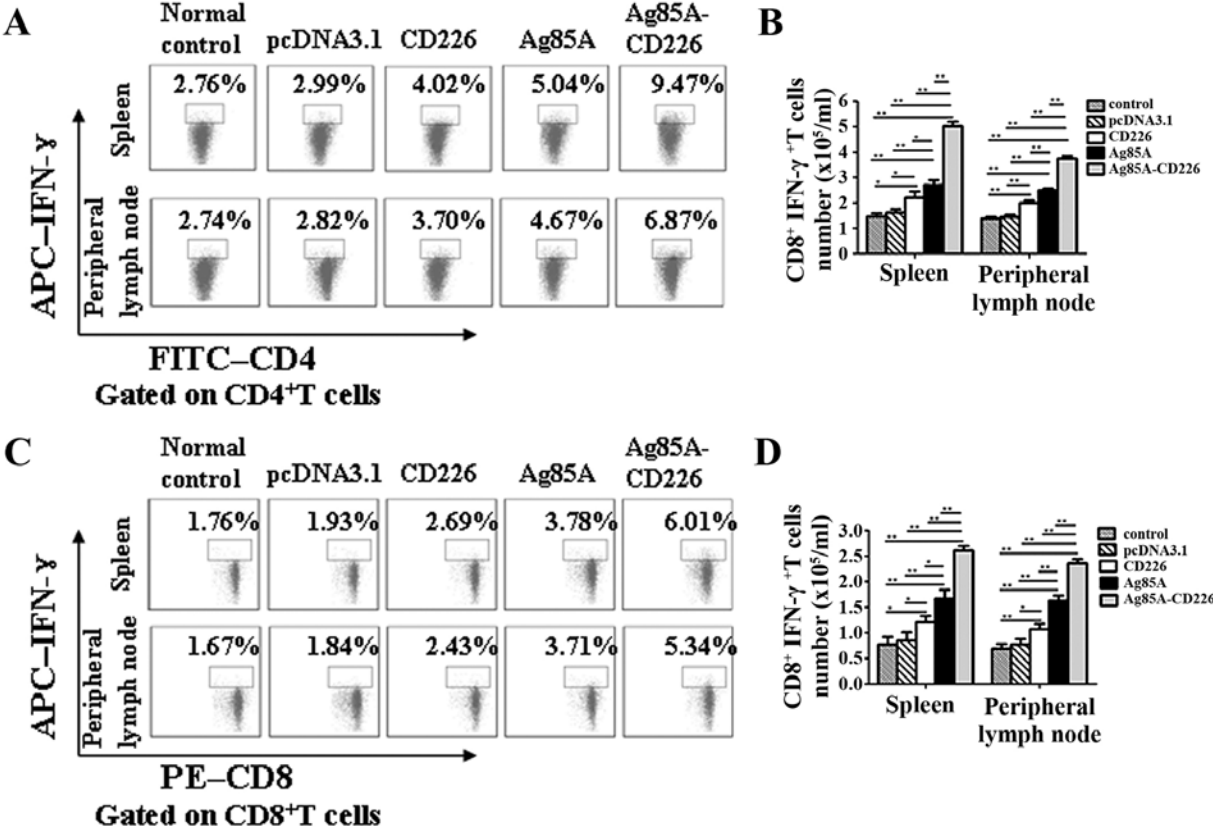 A
Normal
control
pcDNA3.1
CD226
Ag85A
Ag85A-
CD226
Spleen
2.76%
2.99%
4.02%
5.04%
9.47%
APC–IFN-γ
Peripheral
lymph node
2.74%
2.82%
3.70%
4.67%
6.87%
FITC–CD4
Gated on CD4⁺T cells
B
CD8⁺ IFN-γ ⁺T cells
number (x10⁵/ml)
6
5
4
3
2
1
0
** ** ** ** ** ** * * *
** ** ** ** ** ** ** ** **
control
pcDNA3.1
CD226
Ag85A
Ag85A-CD226
Spleen
Peripheral
lymph node
C
Normal
control
pcDNA3.1
CD226
Ag85A
Ag85A-
CD226
Spleen
1.76%
1.93%
2.69%
3.78%
6.01%
APC–IFN-γ
Peripheral
lymph node
1.67%
1.84%
2.43%
3.71%
5.34%
PE–CD8
Gated on CD8⁺T cells
D
CD8⁺ IFN-γ ⁺T cells
number (x10⁵/ml)
3.0
2.5
2.0
1.5
1.0
0.5
0.0
** ** ** ** * ** ** * *
** ** ** ** ** ** ** * **
control
pcDNA3.1
CD226
Ag85A
Ag85A-CD226
Spleen
Peripheral
lymph node